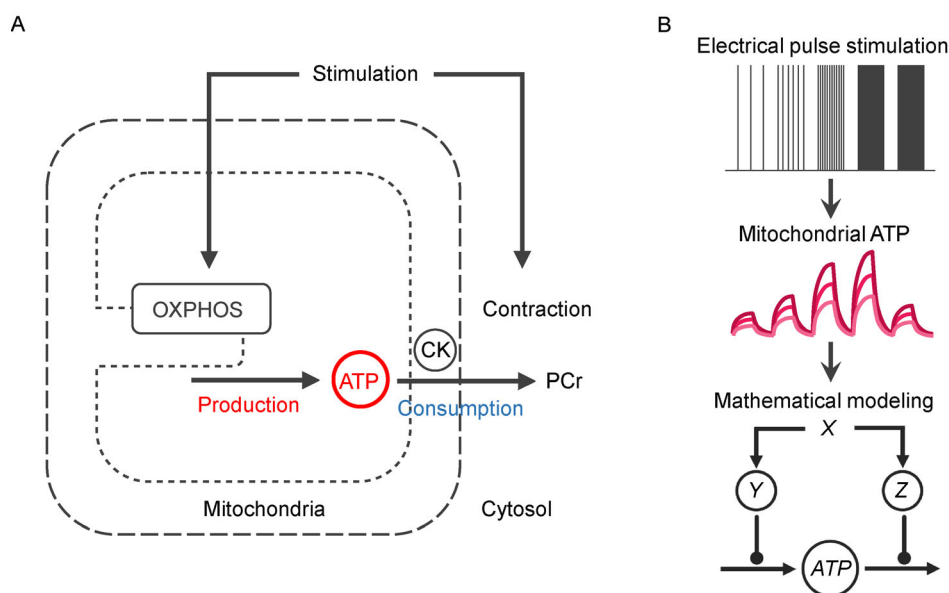 A
Stimulation
OXPHOS
Contraction
CK
ATP
PCr
Production
Consumption
Mitochondria
Cytosol
B
Electrical pulse stimulation
Mitochondrial ATP
Mathematical modeling
X
Y
Z
ATP